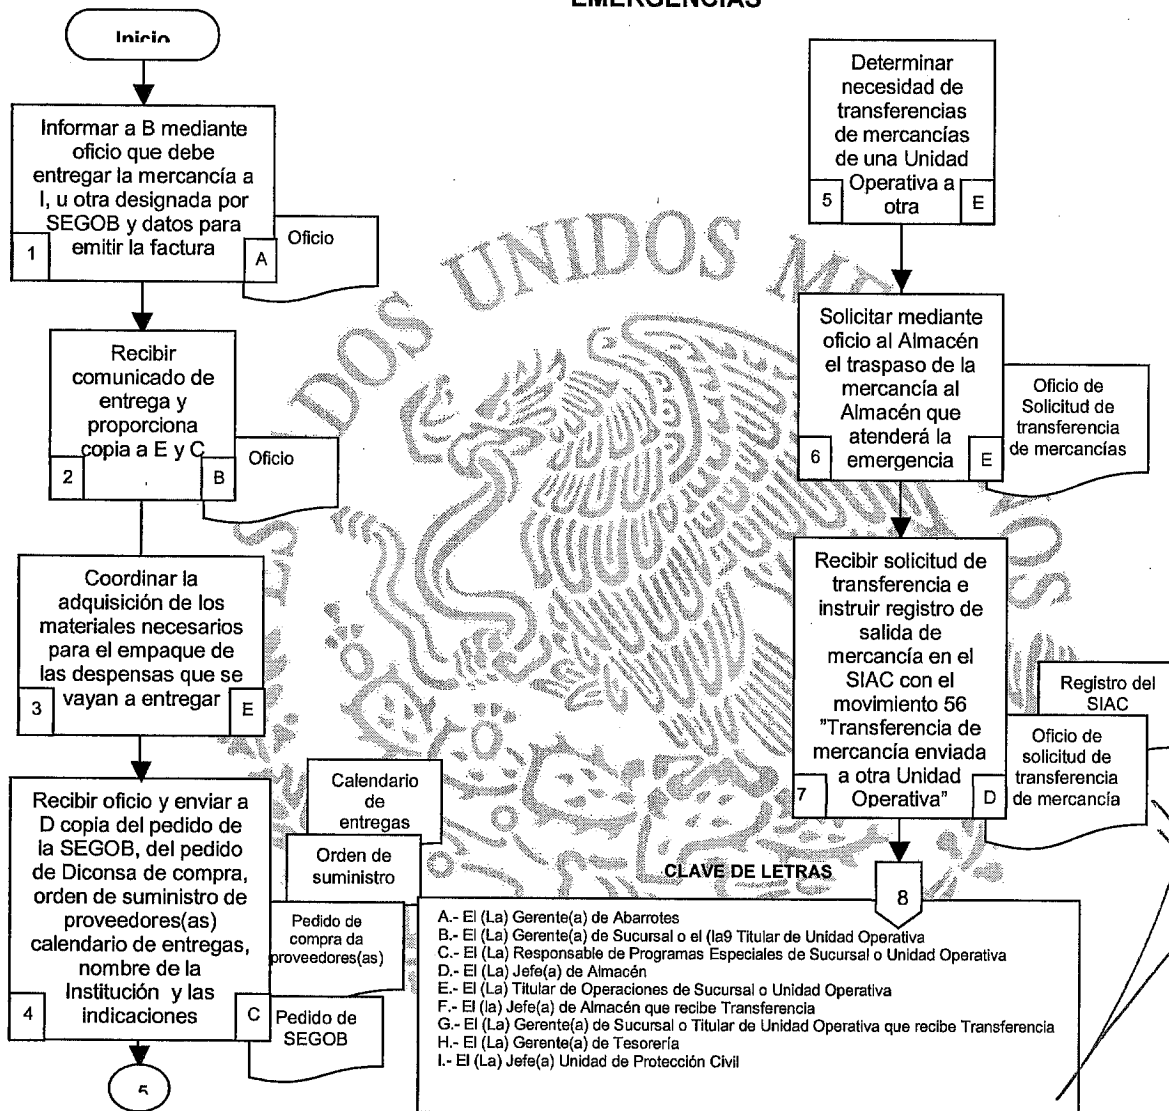 EMERGENCIAS
Inicio
Informar a B mediante
oficio que debe
entregar la mercancía a
I, u otra designada por
SEGOB y datos para
emitir la factura
1
A
Oficio
Recibir
comunicado de
entrega y
proporciona
copia a E y C
2
B
Oficio
Coordinar la
adquisición de los
materiales necesarios
para el empaque de
las despensas que se
vayan a entregar
3
E
Recibir oficio y enviar a
D copia del pedido de
la SEGOB, del pedido
de Diconsa de compra,
orden de suministro de
proveedores(as)
calendario de entregas,
nombre de la
Institución y las
indicaciones
4
C
Calendario
de
entregas
Orden de
suministro
Pedido de
compra da
proveedores(as)
Pedido de
SEGOB
5
Determinar
necesidad de
transferencias
de mercancías
de una Unidad
Operativa a
otra
5
E
Solicitar mediante
oficio al Almacén
el traspaso de la
mercancía al
Almacén que
atenderá la
emergencia
6
E
Oficio de
Solicitud de
transferencia
de mercancías
Recibir solicitud de
transferencia e
instruir registro de
salida de
mercancía en el
SIAC con el
movimiento 56
"Transferencia de
mercancía enviada
a otra Unidad
Operativa"
7
D
Registro del
SIAC
Oficio de
solicitud de
transferencia
de mercancía
8
CLAVE DE LETRAS
A.- El (La) Gerente(a) de Abarrotes
B.- El (La) Gerente(a) de Sucursal o el (la9 Titular de Unidad Operativa
C.- El (La) Responsable de Programas Especiales de Sucursal o Unidad Operativa
D.- El (La) Jefe(a) de Almacén
E.- El (La) Titular de Operaciones de Sucursal o Unidad Operativa
F.- El (la) Jefe(a) de Almacén que recibe Transferencia
G.- El (La) Gerente(a) de Sucursal o Titular de Unidad Operativa que recibe Transferencia
H.- El (La) Gerente(a) de Tesorería
I.- El (La) Jefe(a) Unidad de Protección Civil
DOS UNIDOS ME
OS